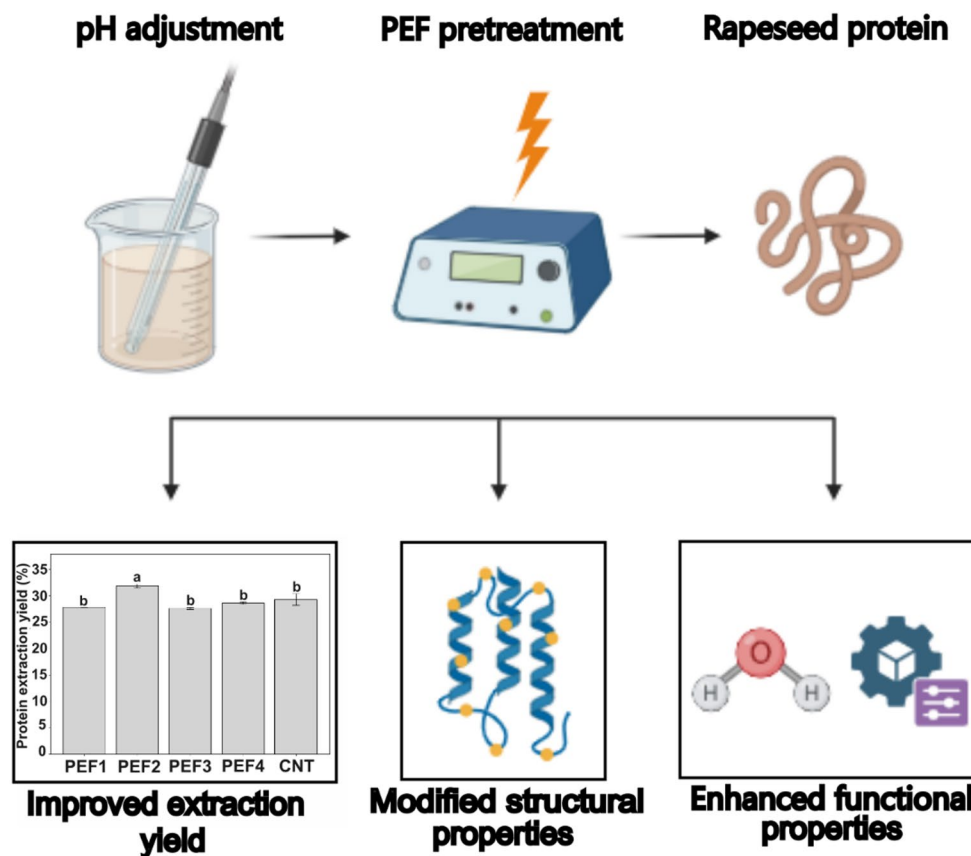 pH adjustment
PEF pretreatment
Rapeseed protein
Protein extraction yield (%)
35
30
25
20
15
10
5
0
b
a
b
b
b
PEF1
PEF2
PEF3
PEF4
CNT
H
O
H
Improved extraction
yield
Modified structural
properties
Enhanced functional
properties